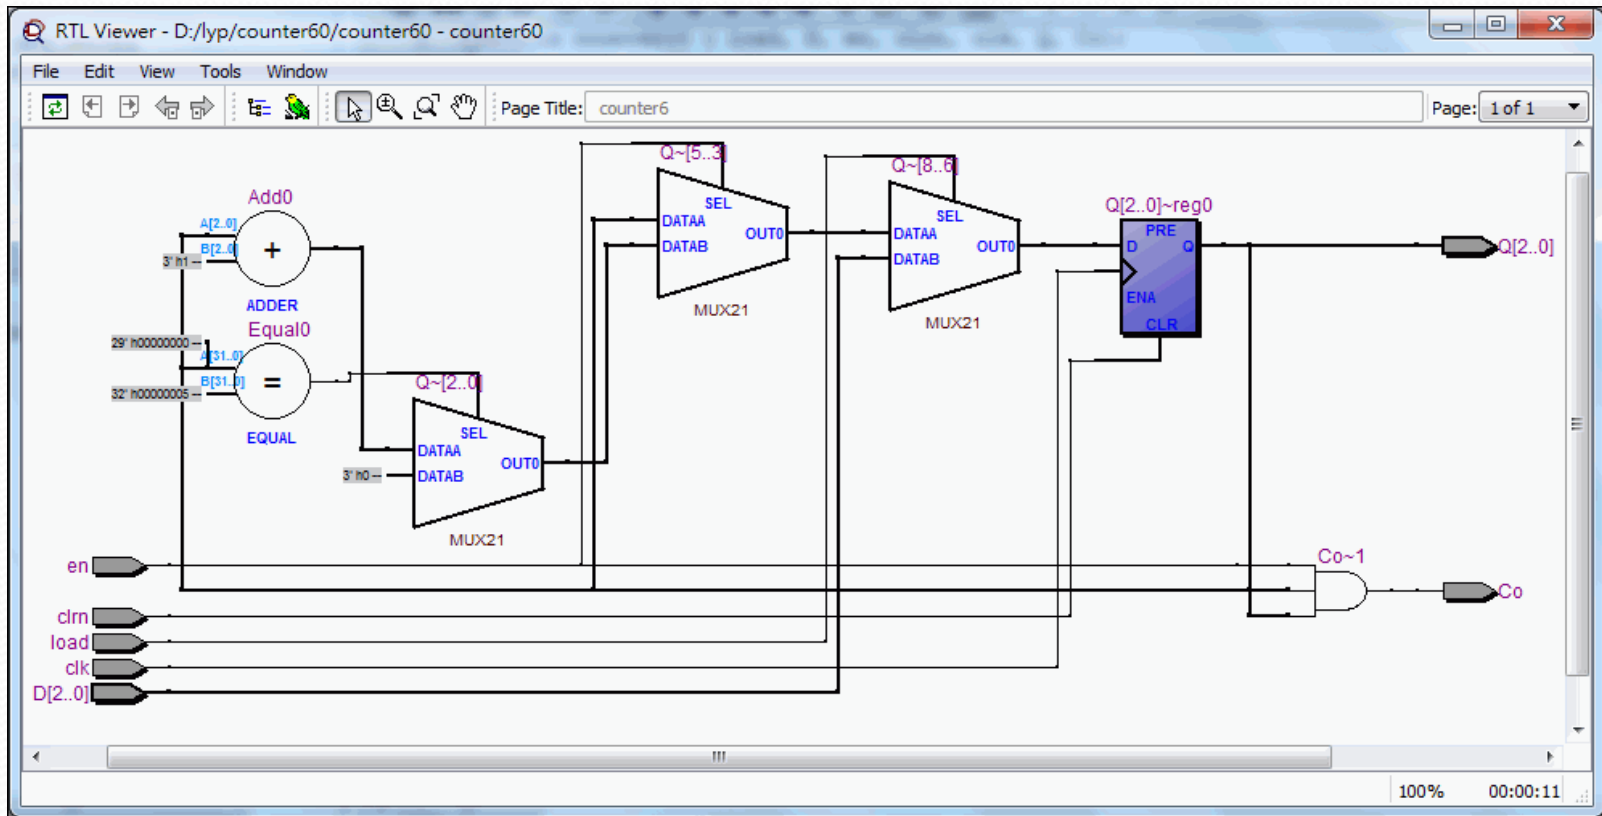 RTL Viewer - D:/lyp/counter60/counter60 - counter60
File Edit View Tools Window
Page Title: counter6 Page: 1 of 1
Q~[5..3]
Q~[8..6]
Add0
SEL
SEL
Q[2..0]~reg0
A[2..0]
DATAA
PRE
B[2..0]
+
OUT0
DATAA
OUT0
D Q
Q[2..0]
3' h1
DATAB
DATAB
ADDER
MUX21
MUX21
ENA
CLR
Equal0
29' h00000000
A[31..0]
B[31..0]
=
32' h00000005
Q~[2..0]
EQUAL
SEL
DATAA
OUT0
3' h0
DATAB
MUX21
en
Co~1
Co
clrn
load
clk
D[2..0]
100% 00:00:11